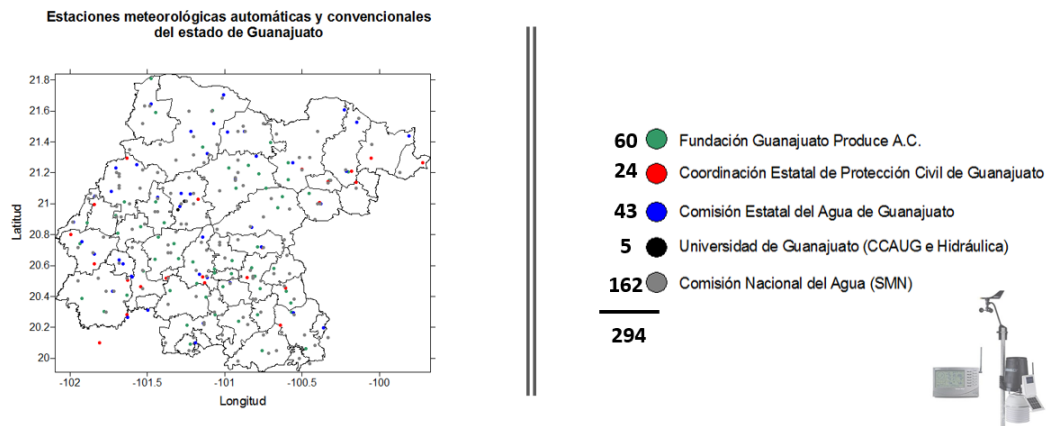 Estaciones meteorológicas automáticas y convencionales
del estado de Guanajuato
21.8
21.6
21.4
21.2
21
20.8
20.6
20.4
20.2
20
Latitud
-102
-101.5
-101
-100.5
-100
Longitud
60 Fundación Guanajuato Produce A.C.
24 Coordinación Estatal de Protección Civil de Guanajuato
43 Comisión Estatal del Agua de Guanajuato
5 Universidad de Guanajuato (CCAUG e Hidráulica)
162 Comisión Nacional del Agua (SMN)
294